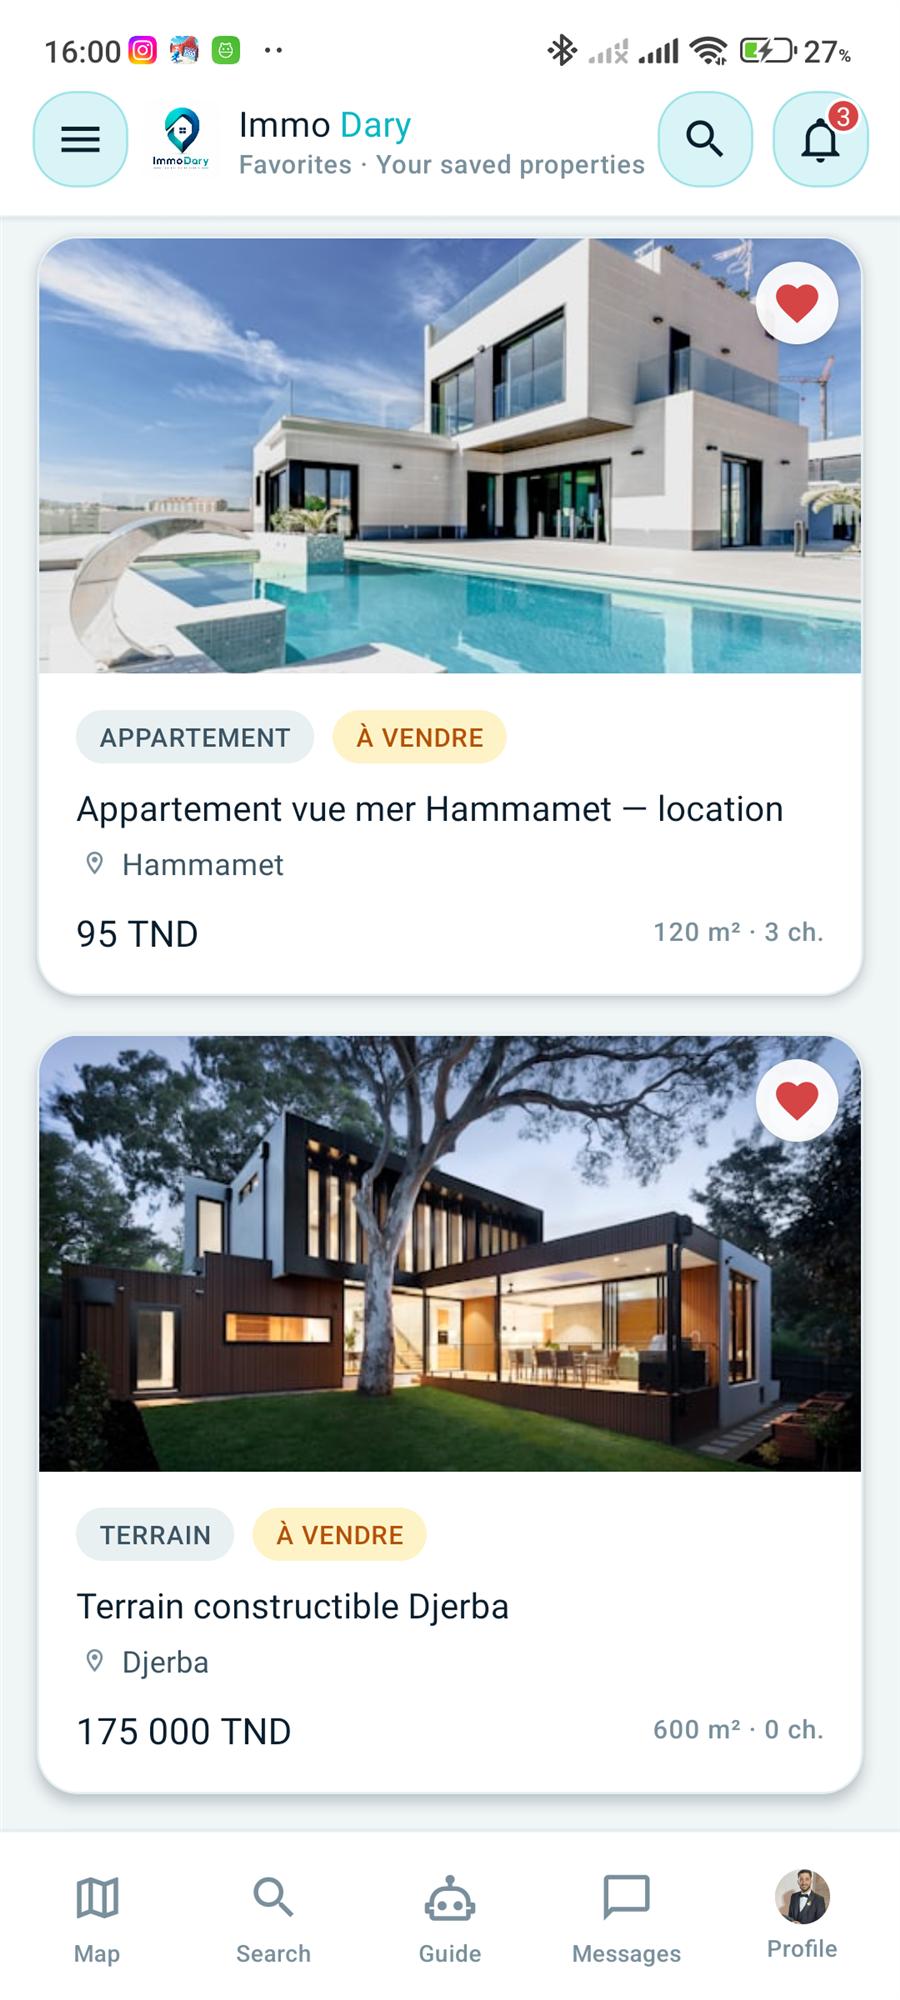 16:00
27%
ImmoDary
Immo Dary
Favorites · Your saved properties
3
APPARTEMENT
À VENDRE
Appartement vue mer Hammamet — location
Hammamet
95 TND
120 m² · 3 ch.
TERRAIN
À VENDRE
Terrain constructible Djerba
Djerba
175 000 TND
600 m² · 0 ch.
Map
Search
Guide
Messages
Profile